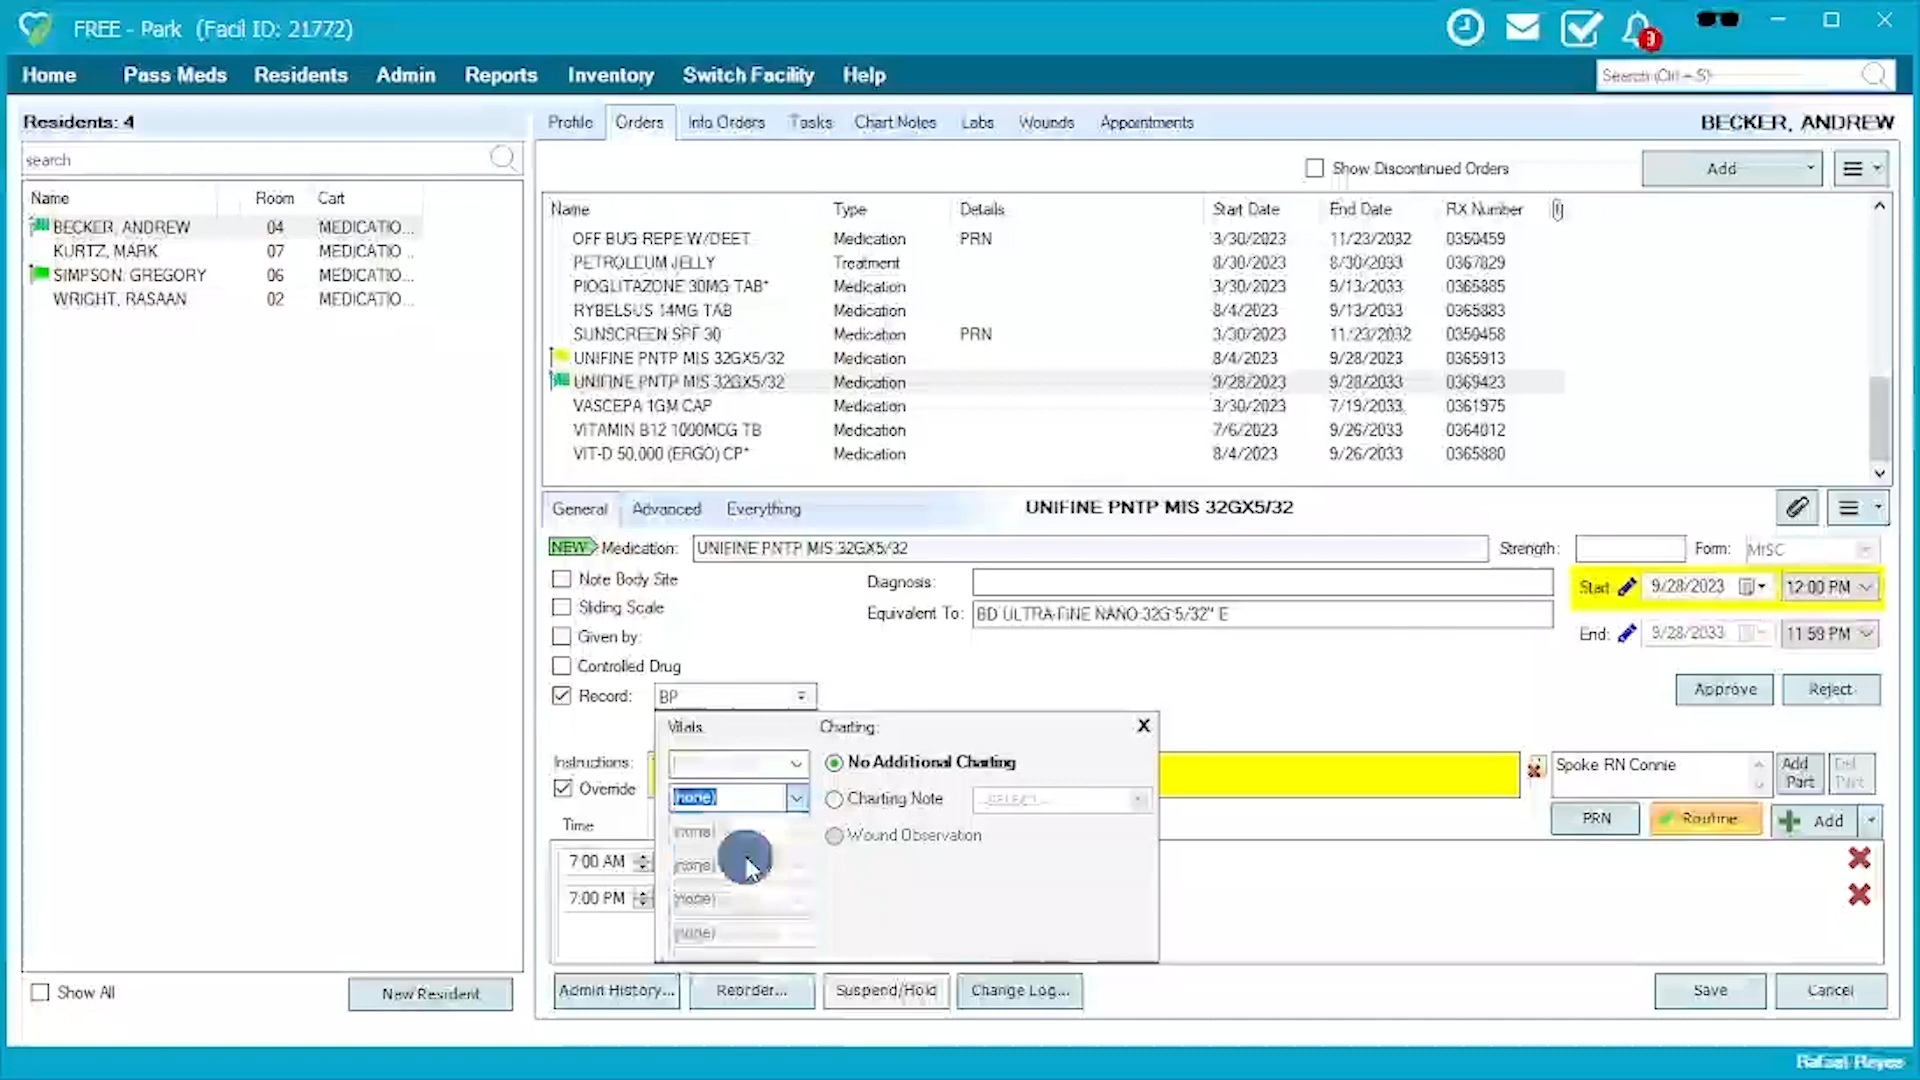 FREE - Park (Facil ID: 21772)
3
Home Pass Meds Residents Admin Reports Inventory Switch Facility Help
Search (Ctrl + S)
Residents: 4
Profile Orders Info Orders Tasks Chart Notes Labs Wounds Appointments
BECKER, ANDREW
search
Show Discontinued Orders
Add
Name Room Cart
BECKER, ANDREW 04 MEDICATIO...
KURTZ, MARK 07 MEDICATIO...
SIMPSON, GREGORY 06 MEDICATIO...
WRIGHT, RASAAN 02 MEDICATIO...
Name Type Details Start Date End Date RX Number
OFF BUG REPE W/DEET Medication PRN 3/30/2023 11/23/2032 0350459
PETROLEUM JELLY Treatment 8/30/2023 8/30/2033 0367829
PIOGLITAZONE 30MG TAB* Medication 3/30/2023 9/13/2033 0365885
RYBELSUS 14MG TAB Medication 8/4/2023 9/13/2033 0365883
SUNSCREEN SPF 30 Medication PRN 3/30/2023 11/23/2032 0350458
UNIFINE PNTP MIS 32GX5/32 Medication 8/4/2023 9/28/2023 0365913
UNIFINE PNTP MIS 32GX5/32 Medication 9/28/2023 9/28/2033 0369423
VASCEPA 1GM CAP Medication 3/30/2023 7/19/2033 0361975
VITAMIN B12 1000MCG TB Medication 7/6/2023 9/26/2033 0364012
VIT-D 50,000 (ERGO) CP* Medication 8/4/2023 9/26/2033 0365880
General Advanced Everything
UNIFINE PNTP MIS 32GX5/32
NEW Medication: UNIFINE PNTP MIS 32GX5/32 Strength: Form: MISC
Note Body Site
Diagnosis:
Start 9/28/2023 12:00 PM
Sliding Scale
Equivalent To: BD ULTRA-FINE NANO 32G 5/32" E
Given by:
End: 9/28/2033 11:59 PM
Controlled Drug
Record: BP
Approve Reject
Vitals
Charting:
X
Instructions:
No Additional Charting
Spoke RN Connie
Add Part
Del Part
Override
(none)
Charting Note
...SELECT...
PRN Routine Add
Time
(none)
Wound Observation
7:00 AM
(none)
7:00 PM
(none)
(none)
Show All
New Resident
Admin History... Reorder... Suspend/Hold Change Log...
Save Cancel
Rafael Reyes